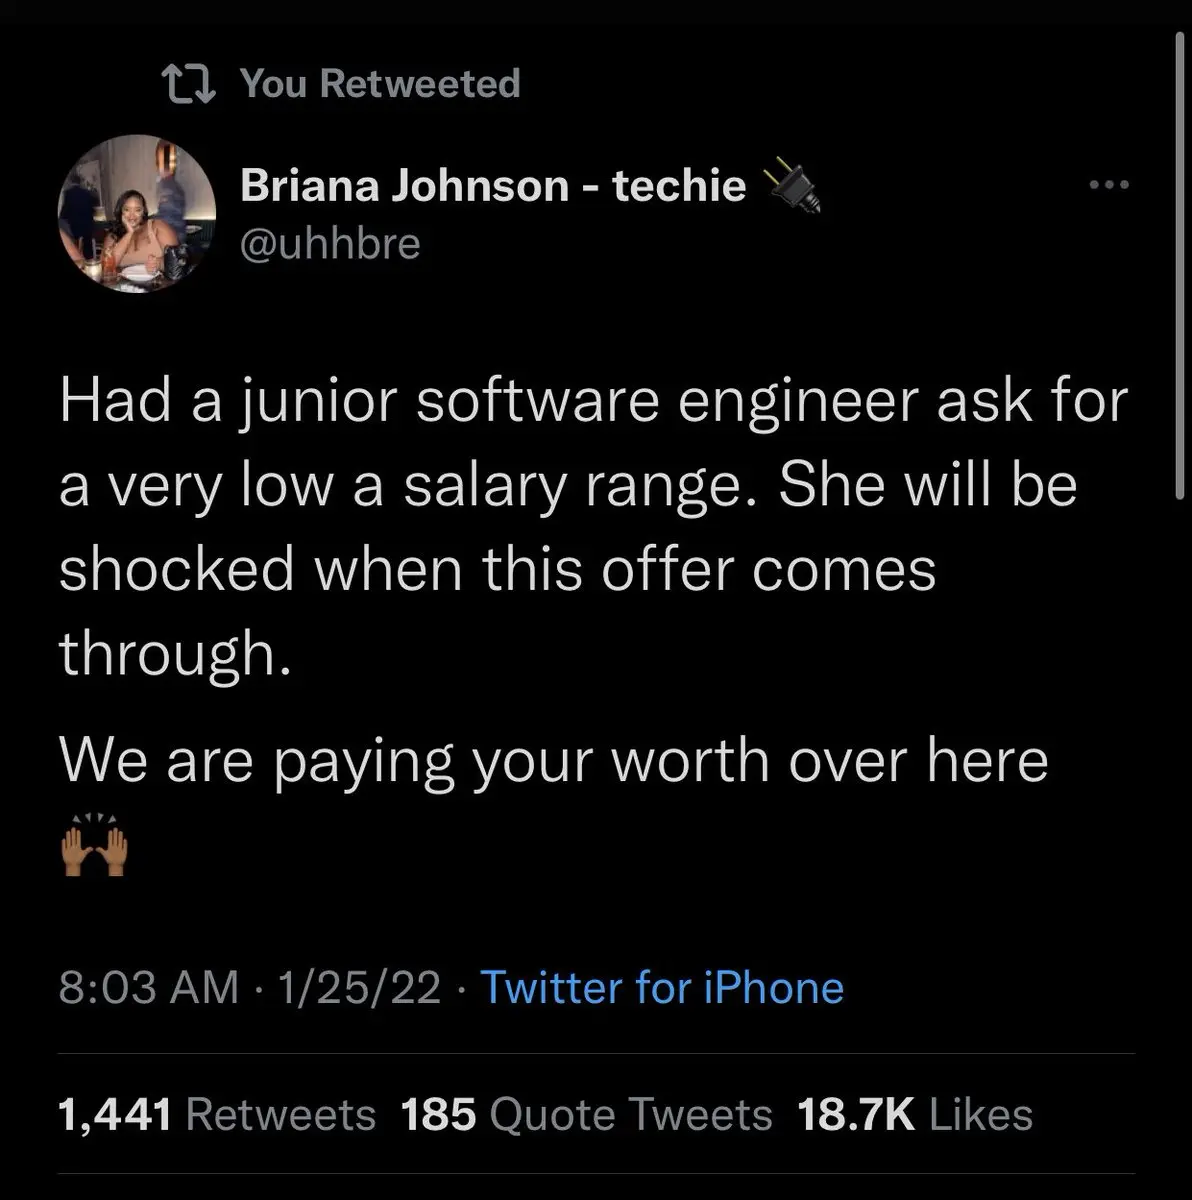 You Retweeted
Briana Johnson - techie 🔌
@uhhbre
Had a junior software engineer ask for
a very low a salary range. She will be
shocked when this offer comes
through.
We are paying your worth over here
🙌🏾
8:03 AM · 1/25/22 · Twitter for iPhone
1,441 Retweets 185 Quote Tweets 18.7K Likes